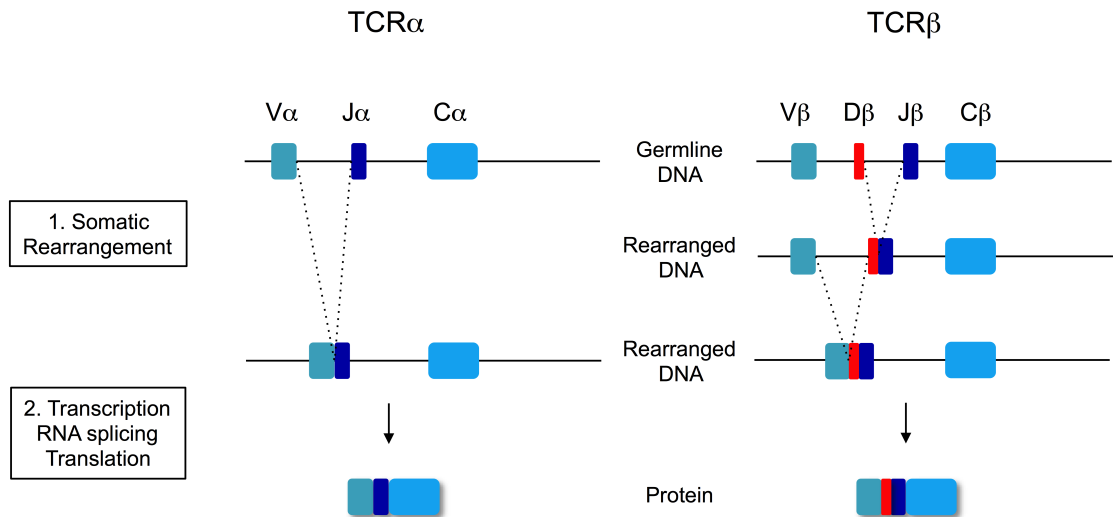 TCRα
TCRβ
Vα
Jα
Cα
Vβ
Dβ
Jβ
Cβ
Germline
DNA
1. Somatic
Rearrangement
Rearranged
DNA
Rearranged
DNA
2. Transcription
RNA splicing
Translation
Protein